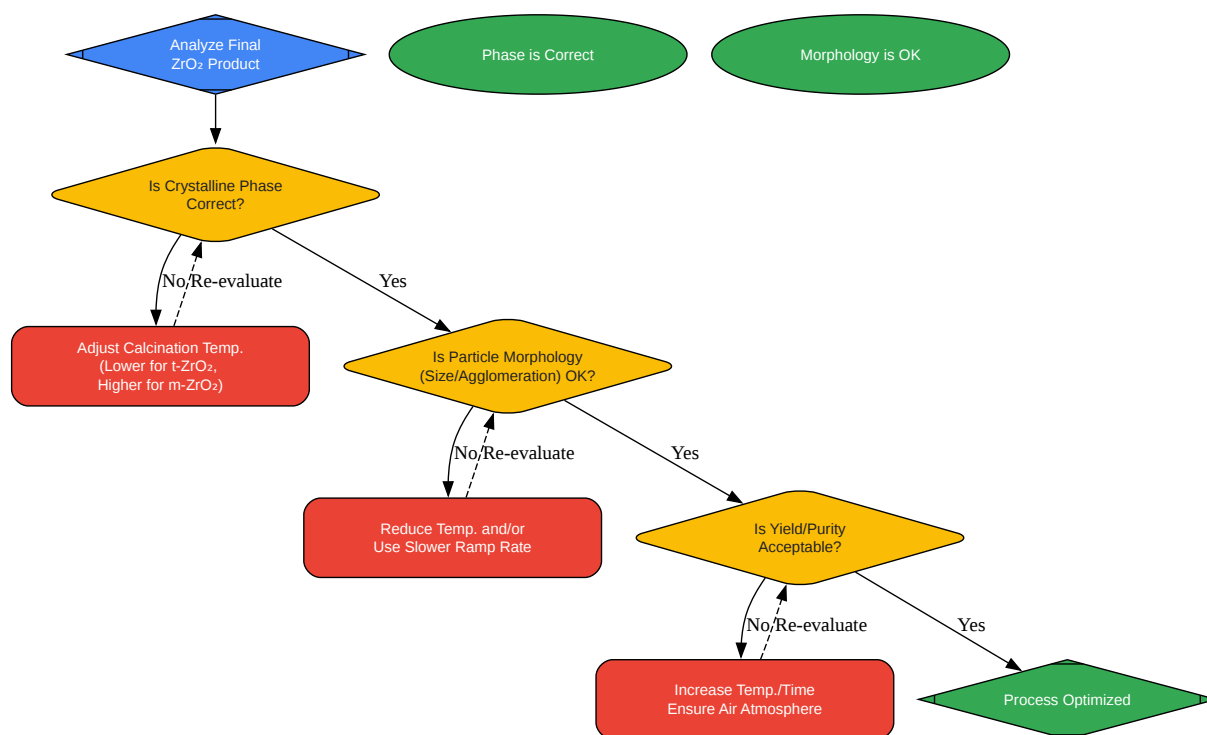 Analyze Final
ZrO₂ Product
Phase is Correct
Morphology is OK
Is Crystalline Phase
Correct?
No
Re-evaluate
Yes
Adjust Calcination Temp.
(Lower for t-ZrO₂,
Higher for m-ZrO₂)
Is Particle Morphology
(Size/Agglomeration) OK?
No
Re-evaluate
Yes
Reduce Temp. and/or
Use Slower Ramp Rate
Is Yield/Purity
Acceptable?
No
Re-evaluate
Yes
Increase Temp./Time
Ensure Air Atmosphere
Process Optimized